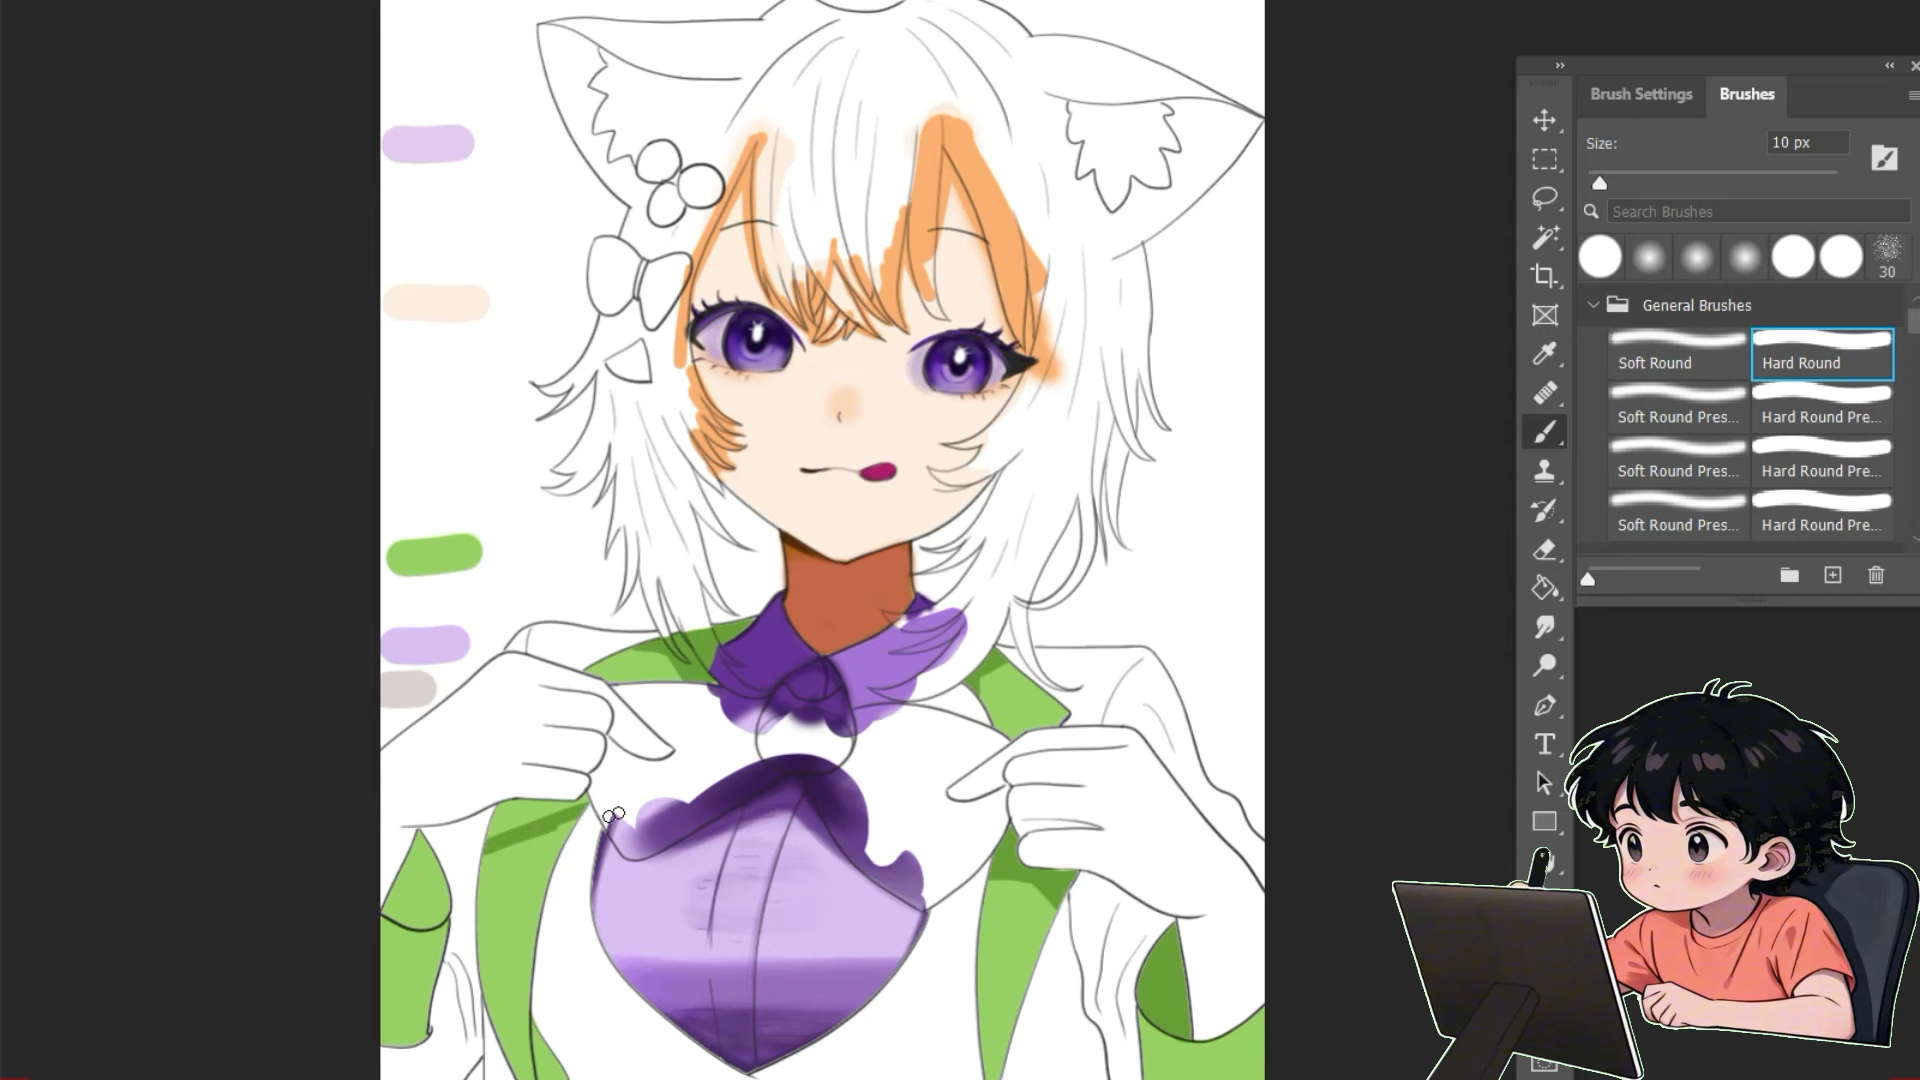 Brush Settings
Brushes
Size:
10 px
Search Brushes
30
General Brushes
Soft Round
Hard Round
Soft Round Pres...
Hard Round Pre...
Soft Round Pres...
Hard Round Pre...
Soft Round Pres...
Hard Round Pre...